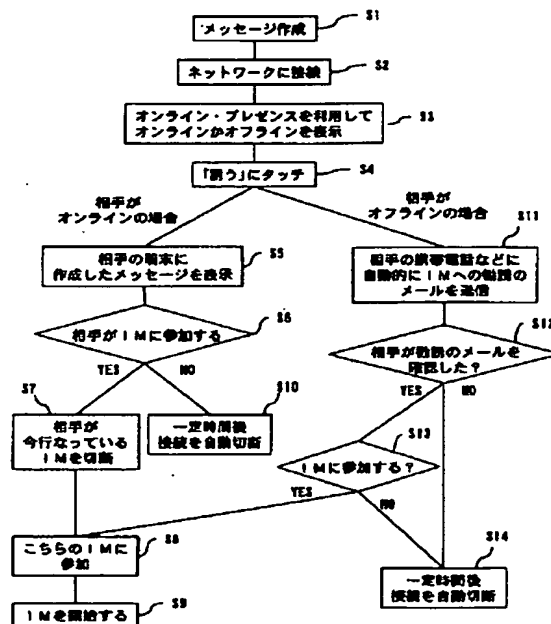 S1
メッセージ作成
S2
ネットワークに接続
S3
オンライン・プレゼンスを利用して
オンラインかオフラインを表示
S4
「誘う」にタッチ
相手が
オンラインの場合
相手が
オフラインの場合
S5
相手の端末に
作成したメッセージを表示
S11
相手の携帯電話などに
自動的にIMへの勧誘の
メールを送信
S6
相手がIMに参加する
YES
NO
S12
相手が勧誘のメールを
確認した？
YES
NO
S7
相手が
今行なっている
IMを切断
S10
一定時間後
接続を自動切断
S13
IMに参加する？
YES
NO
S8
こちらのIMに
参加
S14
一定時間後
接続を自動切断
S9
IMを開始する